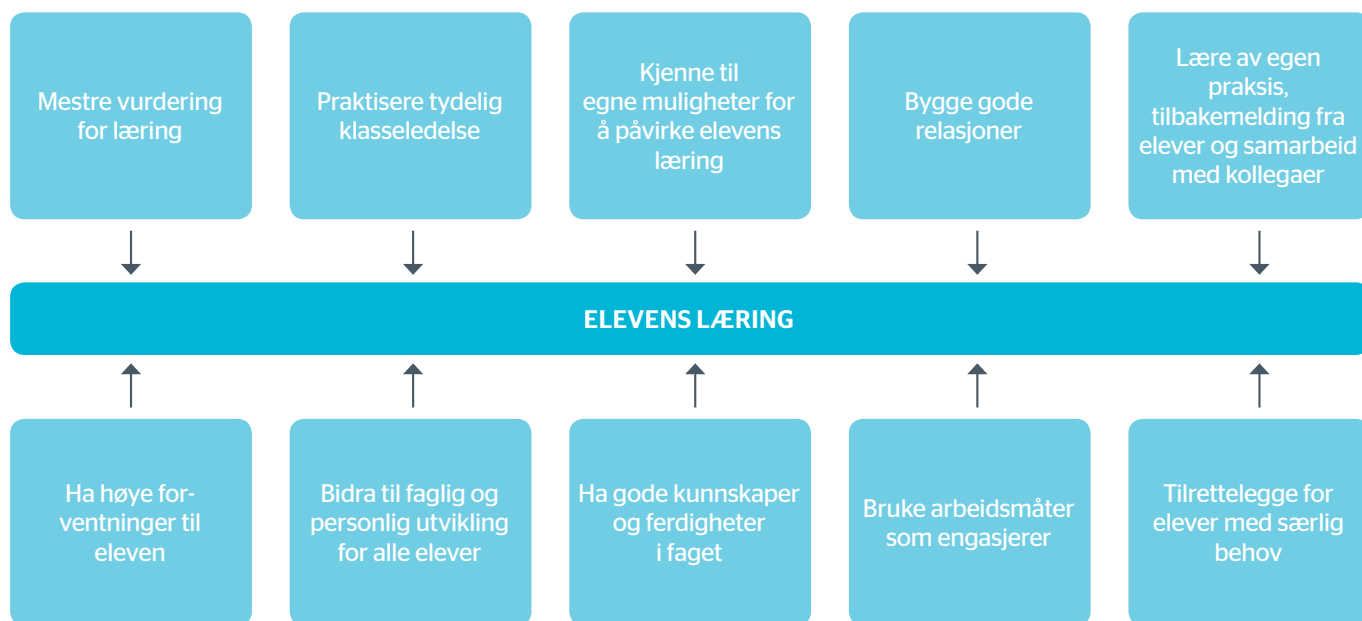 Mestre vurdering
for læring
Praktisere tydelig
klasseledelse
Kjenne til
egne muligheter for
å påvirke elevens
læring
Bygge gode
relasjoner
Lære av egen
praksis,
tilbakemelding fra
elever og samarbeid
med kollegaer
ELEVENS LÆRING
Ha høye for-
ventninger til
eleven
Bidra til faglig og
personlig utvikling
for alle elever
Ha gode kunnskaper
og ferdigheter
i faget
Bruke arbeidsmåter
som engasjerer
Tilrettelegge for
elever med særlig
behov